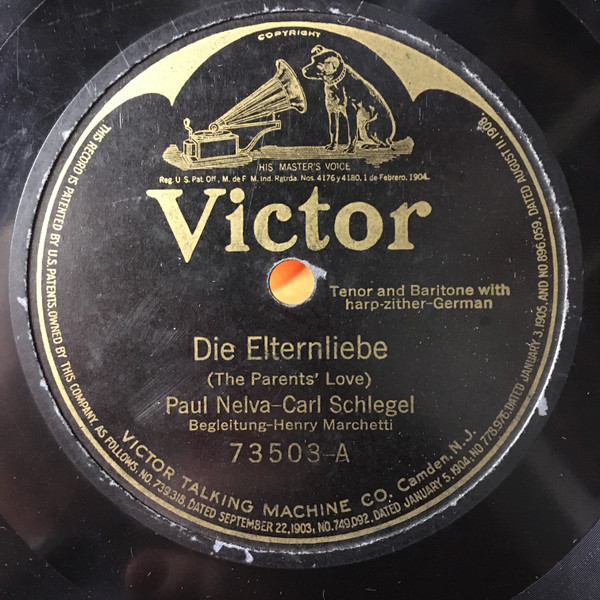 COPYRIGHT
HIS MASTER'S VOICE
Reg. U.S. Pat. Off., M. de F. M. Ind. Rgtrda. Nos. 4176 y 4180, 1 de Febrero, 1904.
Victor
Tenor and Baritone with
harp-zither-German
Die Elternliebe
(The Parents' Love)
Paul Nelva-Carl Schlegel
Begleitung-Henry Marchetti
73503-A
VICTOR TALKING MACHINE CO. Camden. N.J.
THIS RECORD IS PATENTED BY U.S. PATENTS, OWNED BY THIS COMPANY, AS FOLLOWS, NO. 739,318, DATED SEPTEMBER 22, 1903, NO. 749,092, DATED JANUARY 5, 1904, NO 778,976, DATED JANUARY 3, 1905, AND NO 896,059, DATED AUGUST 11, 1908.